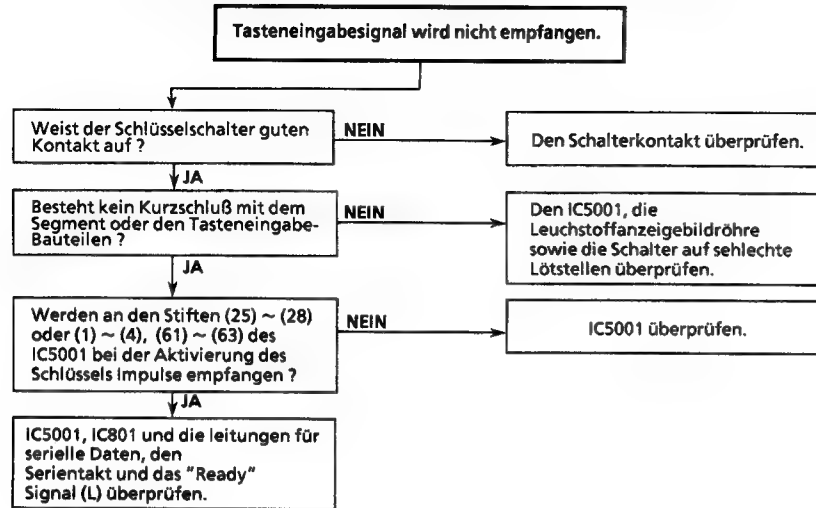 Tasteneingabesignal wird nicht empfangen.
Weist der Schlüsselschalter guten
Kontakt auf ?
NEIN
Den Schalterkontakt überprüfen.
JA
Besteht kein Kurzschluß mit dem
Segment oder den Tasteneingabe-
Bauteilen ?
NEIN
Den IC5001, die
Leuchstoffanzeigebildröhre
sowie die Schalter auf sehlechte
Lötstellen überprüfen.
JA
Werden an den Stiften (25) ~ (28)
oder (1) ~ (4), (61) ~ (63) des
IC5001 bei der Aktivierung des
Schlüssels Impulse empfangen ?
NEIN
IC5001 überprüfen.
JA
IC5001, IC801 und die leitungen für
serielle Daten, den
Serientakt und das "Ready"
Signal (L) überprüfen.